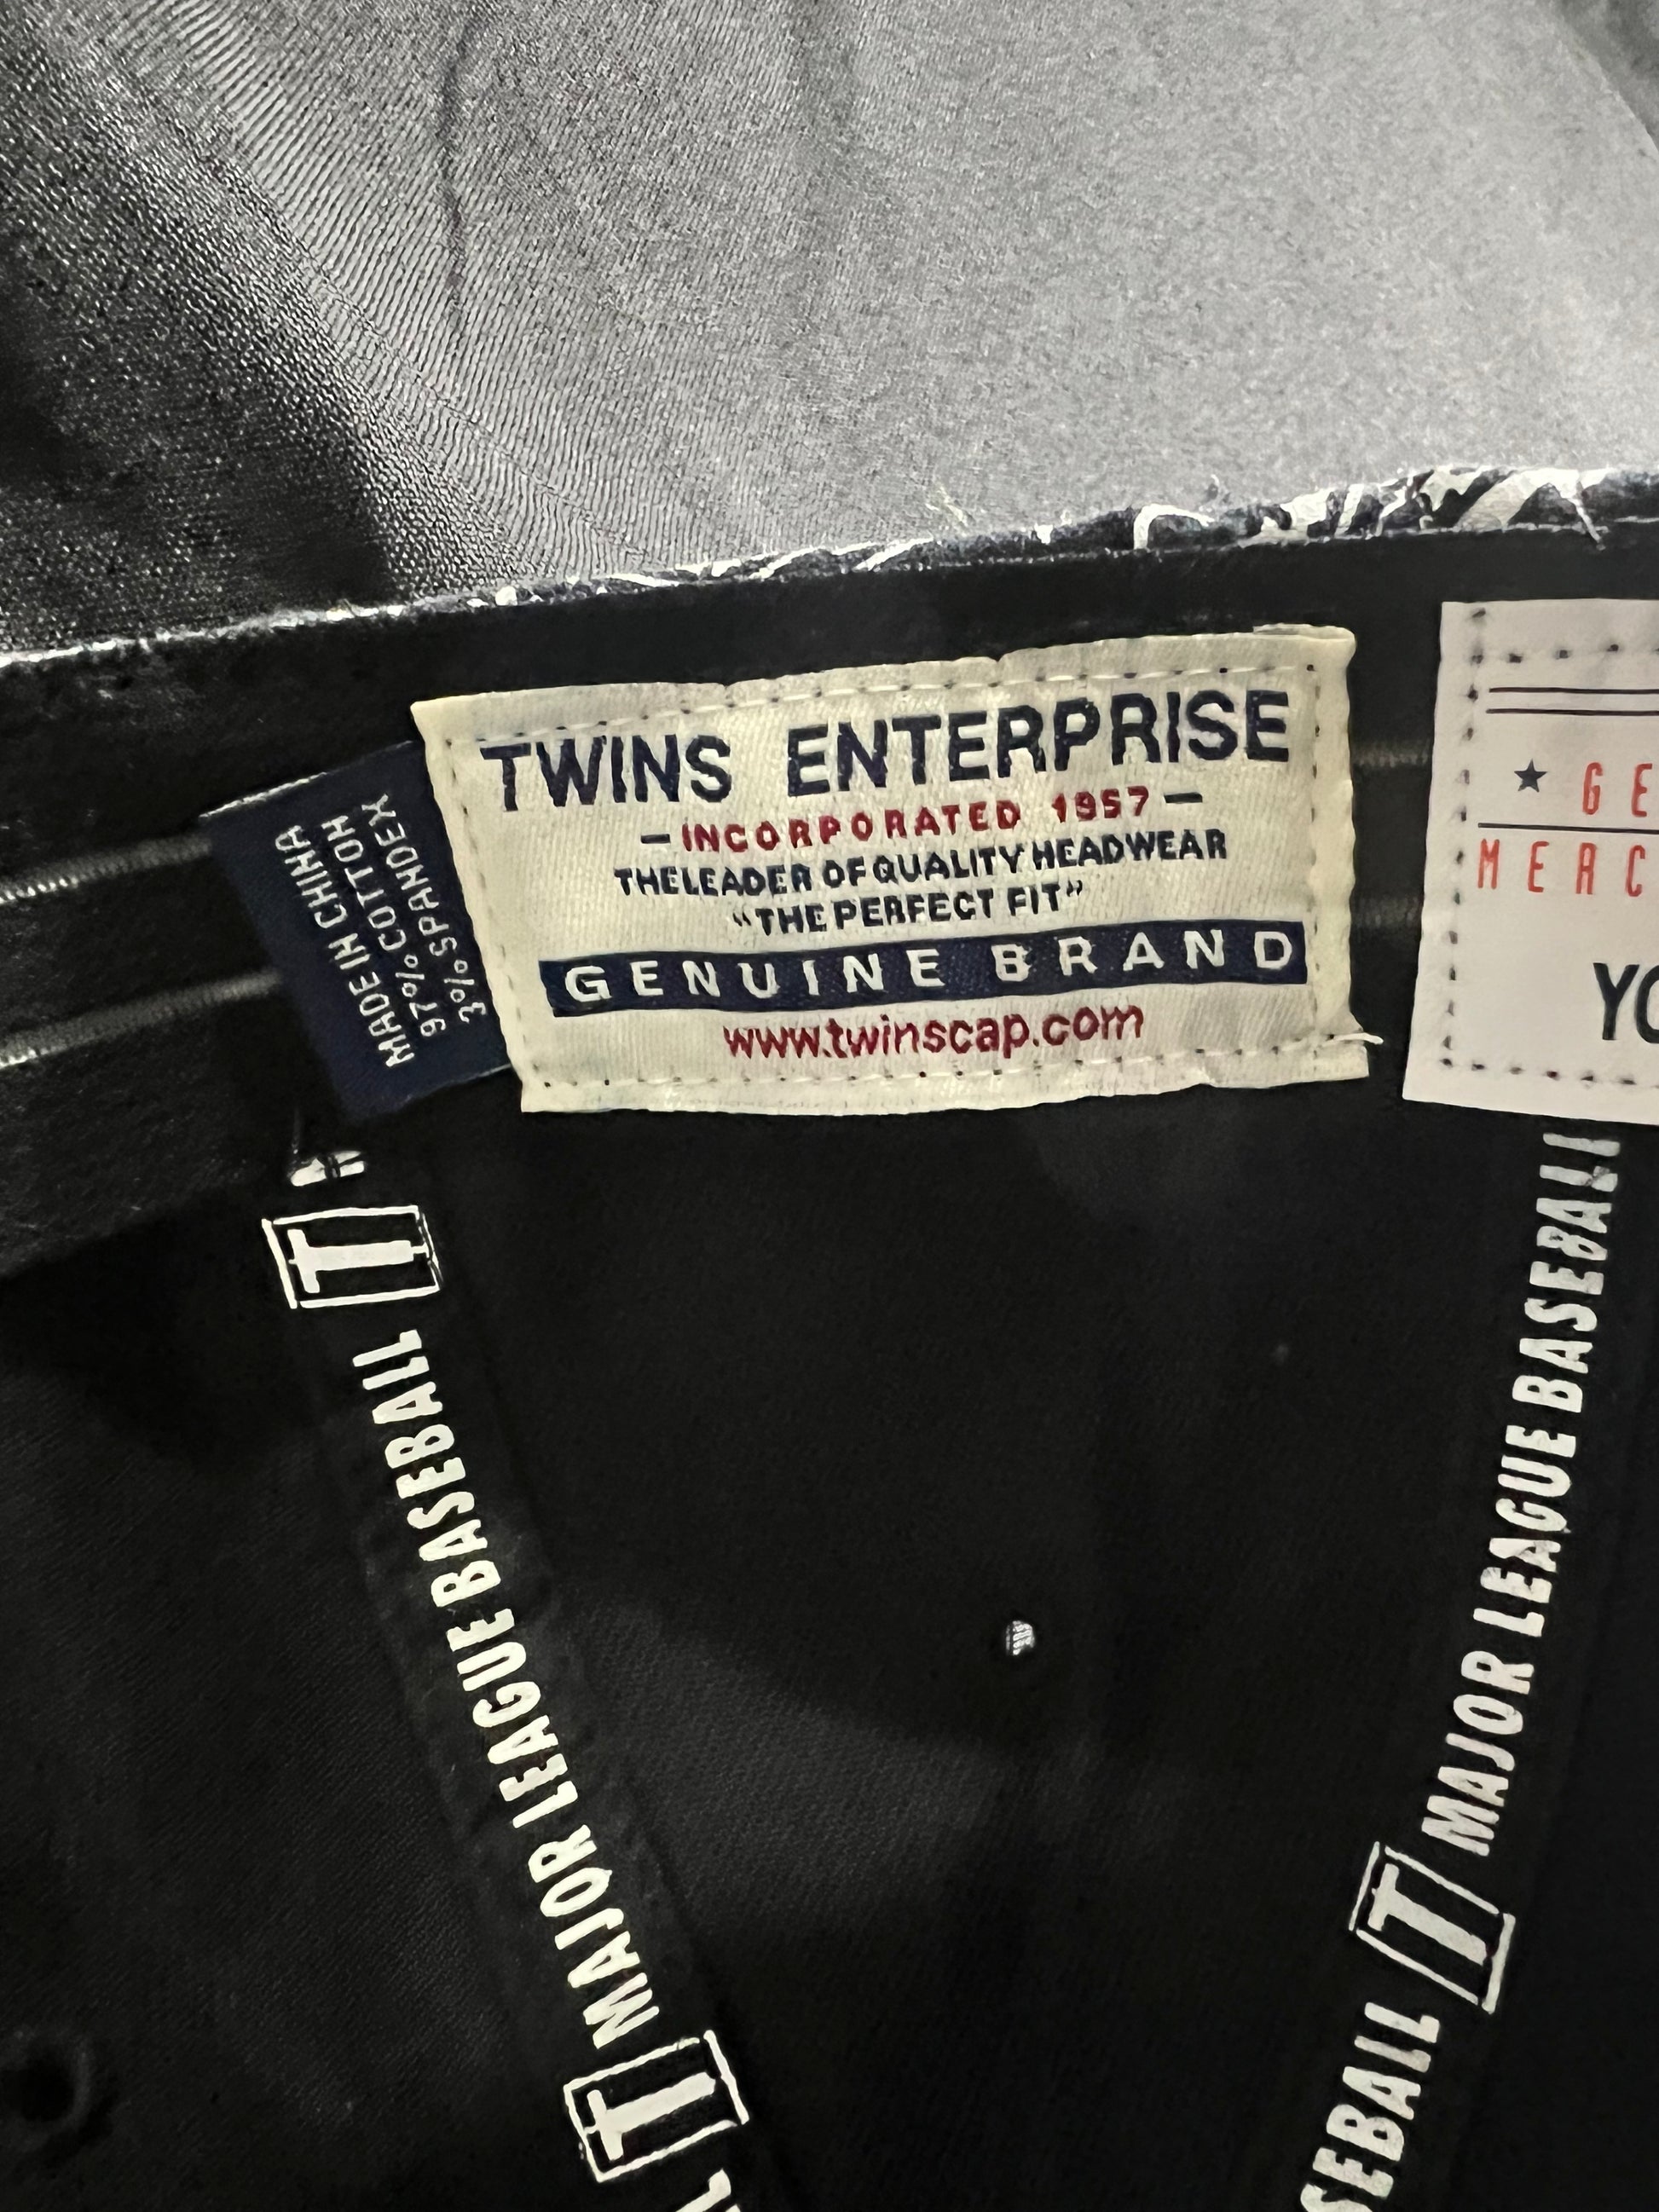 MADE IN CHINA
97% COTTON
3% SPANDEX
TWINS ENTERPRISE
-INCORPORATED 1957-
THE LEADER OF QUALITY HEADWEAR
"THE PERFECT FIT"
GENUINE BRAND
www.twinscap.com
★ GE
MERC
YO
T
MAJOR LEAGUE BASEBALL
T
MAJOR LEAGUE BASEBALL
T
SEBALL